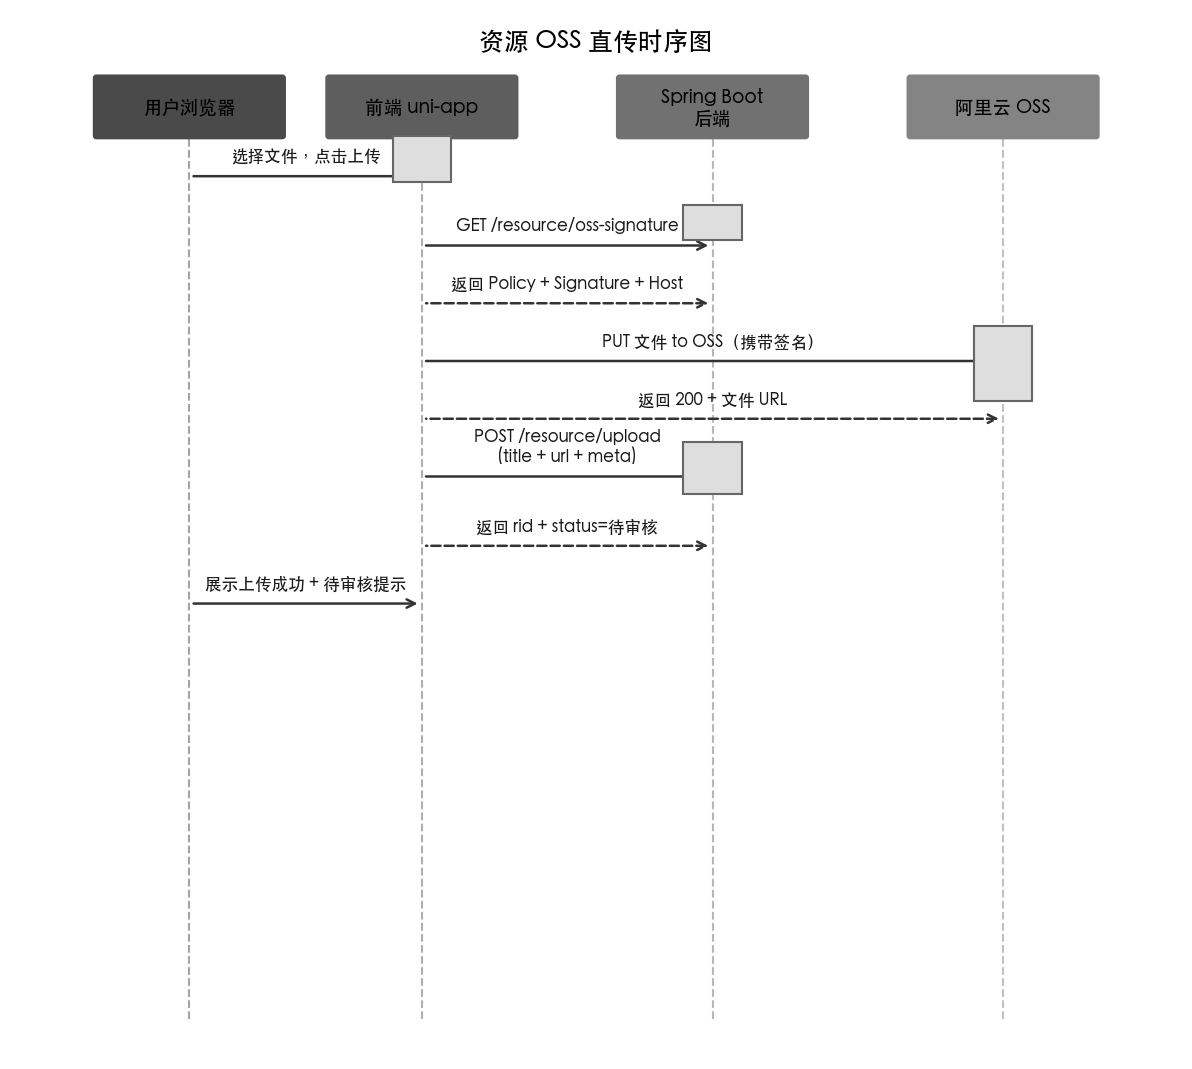 资源 OSS 直传时序图
用户浏览器
前端 uni-app
Spring Boot
后端
阿里云 OSS
选择文件，点击上传
GET /resource/oss-signature
返回 Policy + Signature + Host
PUT 文件 to OSS（携带签名）
返回 200 + 文件 URL
POST /resource/upload
(title + url + meta)
返回 rid + status=待审核
展示上传成功 + 待审核提示